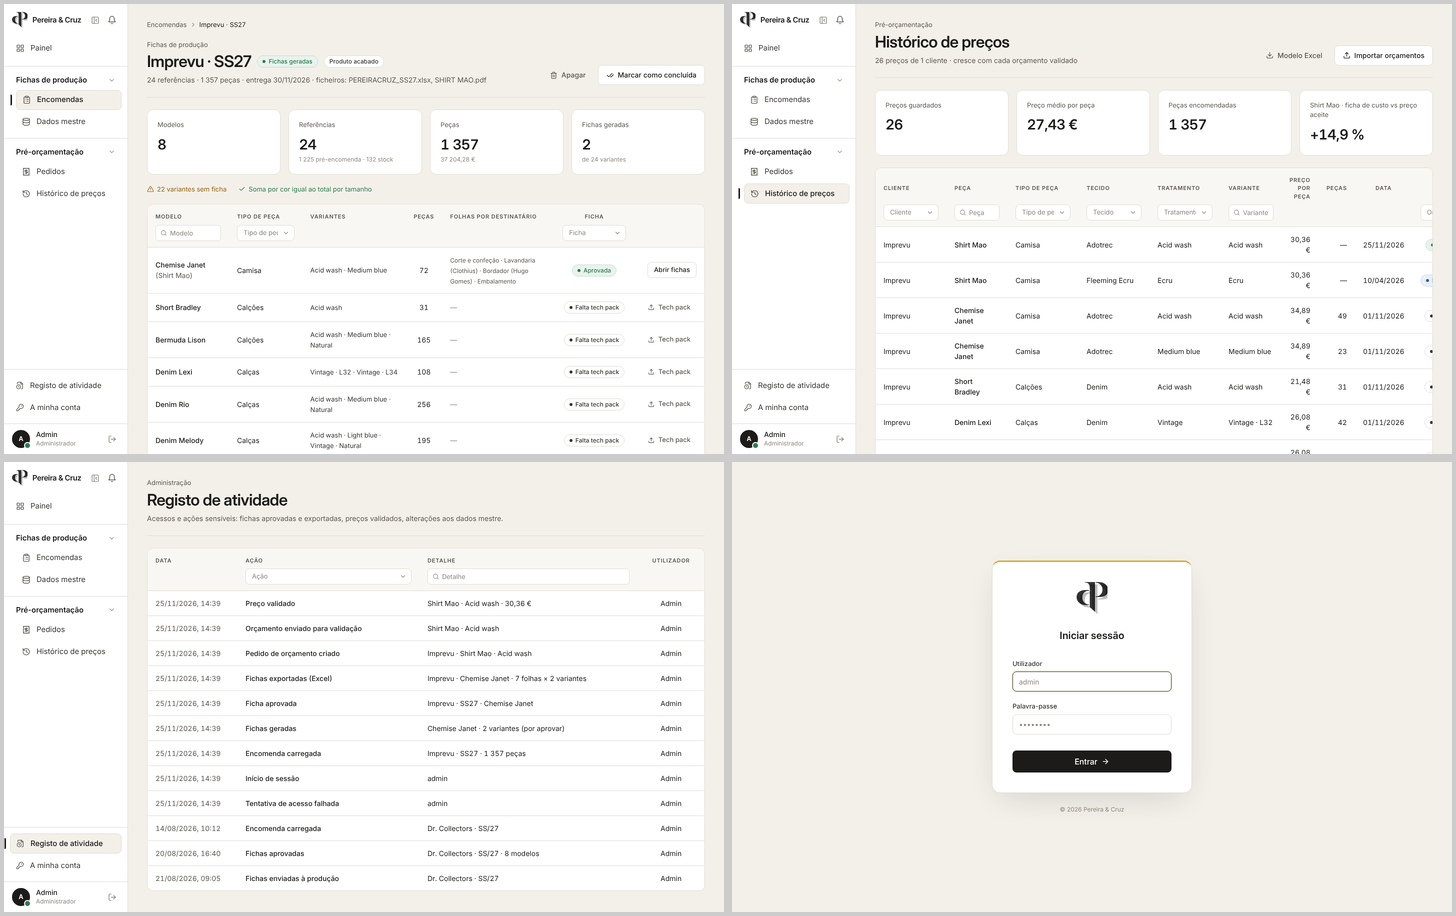 Pereira & Cruz
Painel
Fichas de produção
Encomendas
Dados mestre
Pré-orçamentação
Pedidos
Histórico de preços
Registo de atividade
A minha conta
A
Admin
Administrador
Encomendas > Imprevu · SS27
Fichas de produção
Imprevu · SS27 Fichas geradas Produto acabado
24 referências · 1 357 peças · entrega 30/11/2026 · ficheiros: PEREIRACRUZ_SS27.xlsx, SHIRT MAO.pdf
Apagar Marcar como concluída
Modelos
8
Referências
24
1 225 pré-encomenda · 132 stock
Peças
1 357
37 204,28 €
Fichas geradas
2
de 24 variantes
22 variantes sem ficha Soma por cor igual ao total por tamanho
MODELO TIPO DE PEÇA VARIANTES PEÇAS FOLHAS POR DESTINATÁRIO FICHA
Modelo Tipo de peç Ficha
Chemise Janet
(Shirt Mao)
Camisa Acid wash · Medium blue 72
Corte e confeção · Lavandaria
(Clothius) · Bordador (Hugo
Gomes) · Embalamento
Aprovada Abrir fichas
Short Bradley Calções Acid wash 31 — Falta tech pack Tech pack
Bermuda Lison Calções
Acid wash · Medium blue ·
Natural
165 — Falta tech pack Tech pack
Denim Lexi Calças Vintage · L32 · Vintage · L34 108 — Falta tech pack Tech pack
Denim Rio Calças
Acid wash · Medium blue ·
Natural
256 — Falta tech pack Tech pack
Denim Melody Calças
Acid wash · Light blue ·
Vintage · Natural
195 — Falta tech pack Tech pack
Pereira & Cruz
Painel
Fichas de produção
Encomendas
Dados mestre
Pré-orçamentação
Pedidos
Histórico de preços
Registo de atividade
A minha conta
A
Admin
Administrador
Pré-orçamentação
Histórico de preços
26 preços de 1 cliente · cresce com cada orçamento validado
Modelo Excel Importar orçamentos
Preços guardados
26
Preço médio por peça
27,43 €
Peças encomendadas
1 357
Shirt Mao · ficha de custo vs preço
aceite
+14,9 %
CLIENTE PEÇA TIPO DE PEÇA TECIDO TRATAMENTO VARIANTE PREÇO POR PEÇA PEÇAS DATA
Cliente Peça Tipo de pe Tecido Tratament Variante
Imprevu Shirt Mao Camisa Adotrec Acid wash Acid wash 30,36 € — 25/11/2026
Imprevu Shirt Mao Camisa Fleeming Ecru Ecru Ecru 30,36 € — 10/04/2026
Imprevu Chemise Janet Camisa Adotrec Acid wash Acid wash 34,89 € 49 01/11/2026
Imprevu Chemise Janet Camisa Adotrec Medium blue Medium blue 34,89 € 23 01/11/2026
Imprevu Short Bradley Calções Denim Acid wash Acid wash 21,48 € 31 01/11/2026
Imprevu Denim Lexi Calças Denim Vintage Vintage · L32 26,08 € 42 01/11/2026
26,08
Pereira & Cruz
Painel
Fichas de produção
Encomendas
Dados mestre
Pré-orçamentação
Pedidos
Histórico de preços
Registo de atividade
A minha conta
A
Admin
Administrador
Administração
Registo de atividade
Acessos e ações sensíveis: fichas aprovadas e exportadas, preços validados, alterações aos dados mestre.
DATA AÇÃO DETALHE UTILIZADOR
Ação Detalhe
25/11/2026, 14:39 Preço validado Shirt Mao · Acid wash · 30,36 € Admin
25/11/2026, 14:39 Orçamento enviado para validação Shirt Mao · Acid wash Admin
25/11/2026, 14:39 Pedido de orçamento criado Imprevu · Shirt Mao · Acid wash Admin
25/11/2026, 14:39 Fichas exportadas (Excel) Imprevu · Chemise Janet · 7 folhas × 2 variantes Admin
25/11/2026, 14:39 Ficha aprovada Imprevu · SS27 · Chemise Janet Admin
25/11/2026, 14:39 Fichas geradas Chemise Janet · 2 variantes (por aprovar) Admin
25/11/2026, 14:39 Encomenda carregada Imprevu · SS27 · 1 357 peças Admin
25/11/2026, 14:39 Início de sessão admin Admin
25/11/2026, 14:39 Tentativa de acesso falhada admin Admin
14/08/2026, 10:12 Encomenda carregada Dr. Collectors · SS/27 Admin
20/08/2026, 16:40 Fichas aprovadas Dr. Collectors · SS/27 · 8 modelos Admin
21/08/2026, 09:05 Fichas enviadas à produção Dr. Collectors · SS/27 Admin
Iniciar sessão
Utilizador
admin
Palavra-passe
••••••••
Entrar →
© 2026 Pereira & Cruz